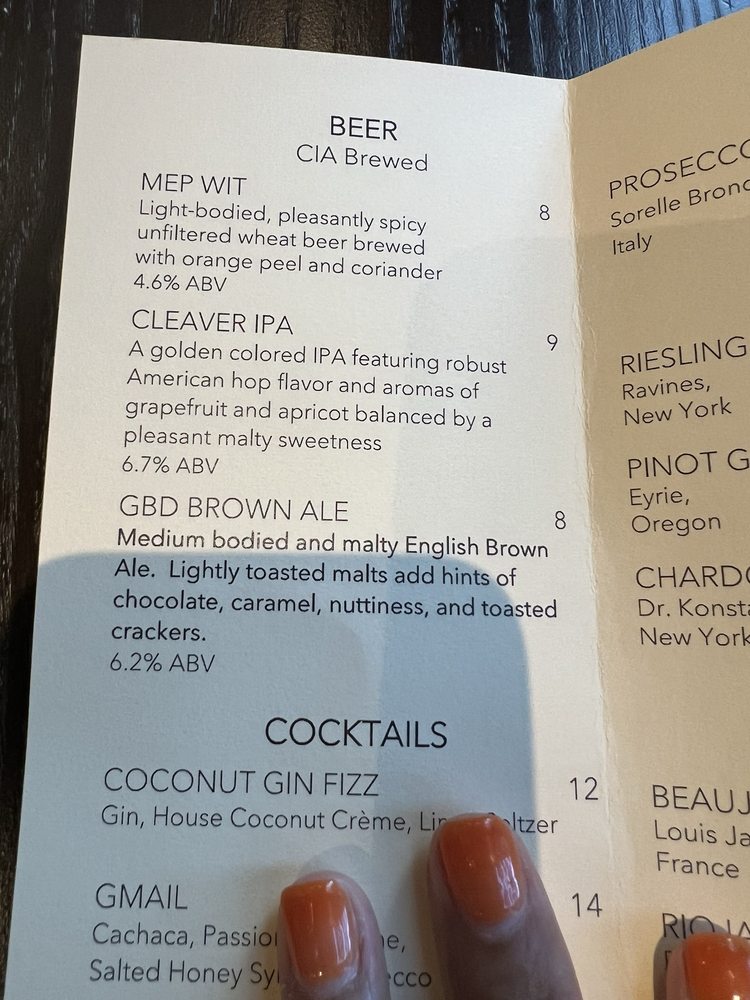 BEER
CIA Brewed
MEP WIT 8
Light-bodied, pleasantly spicy
unfiltered wheat beer brewed
with orange peel and coriander
4.6% ABV
CLEAVER IPA 9
A golden colored IPA featuring robust
American hop flavor and aromas of
grapefruit and apricot balanced by a
pleasant malty sweetness
6.7% ABV
GBD BROWN ALE 8
Medium bodied and malty English Brown
Ale. Lightly toasted malts add hints of
chocolate, caramel, nuttiness, and toasted
crackers.
6.2% ABV
COCKTAILS
COCONUT GIN FIZZ 12
Gin, House Coconut Crème,
GMAIL 14
Cachaca,
Salted Honey
PROSECCO
Sorelle
Italy
RIESLING
Ravines,
New York
PINOT
Eyrie,
Oregon
Dr.
New York
Louis
France